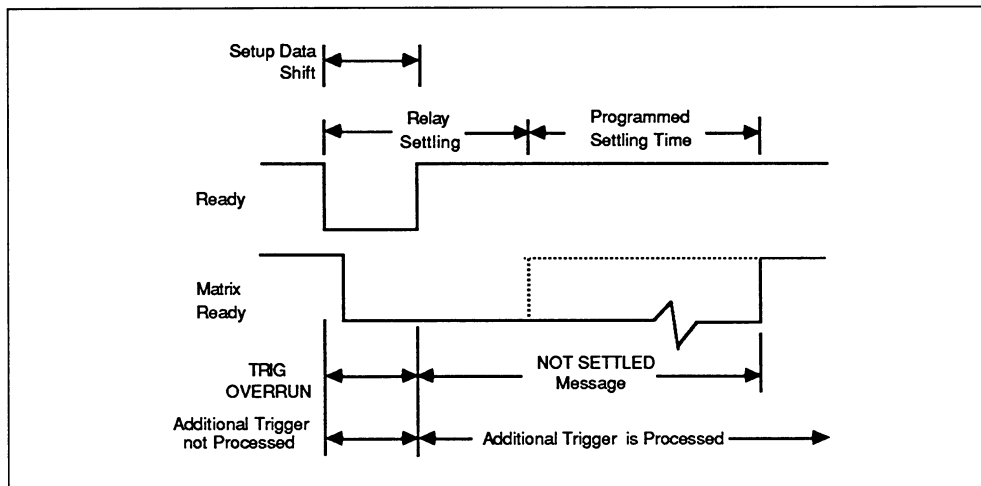 Setup Data
Shift
Relay
Settling
Programmed
Settling Time
Ready
Matrix
Ready
TRIG
OVERRUN
NOT SETTLED
Message
Additional Trigger
not Processed
Additional Trigger is Processed